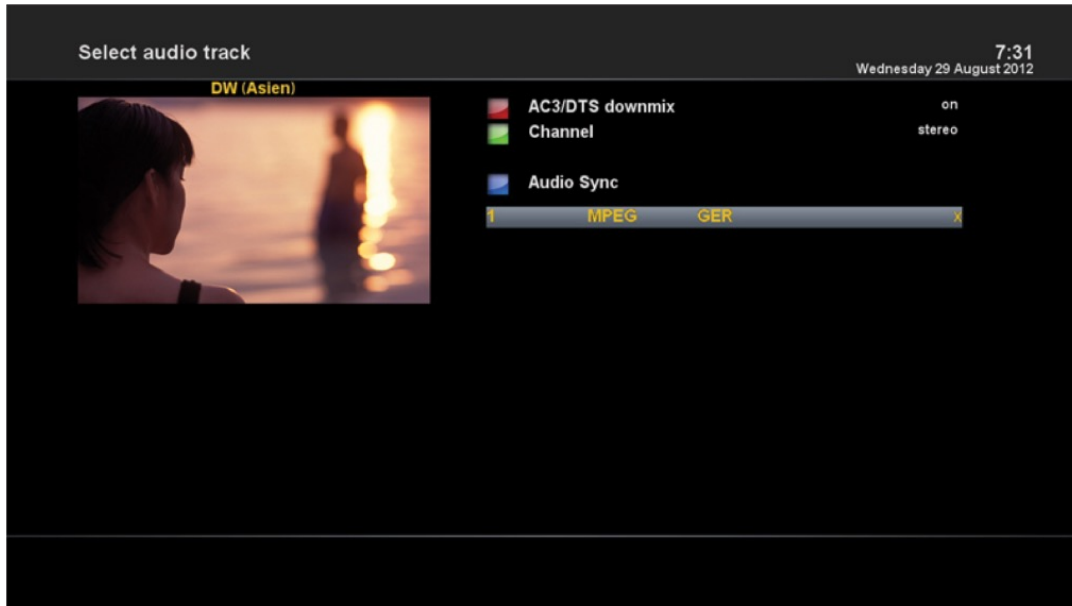 Select audio track
7:31
Wednesday 29 August 2012
DW (Asien)
AC3/DTS downmix on
Channel stereo
Audio Sync
1 MPEG GER x